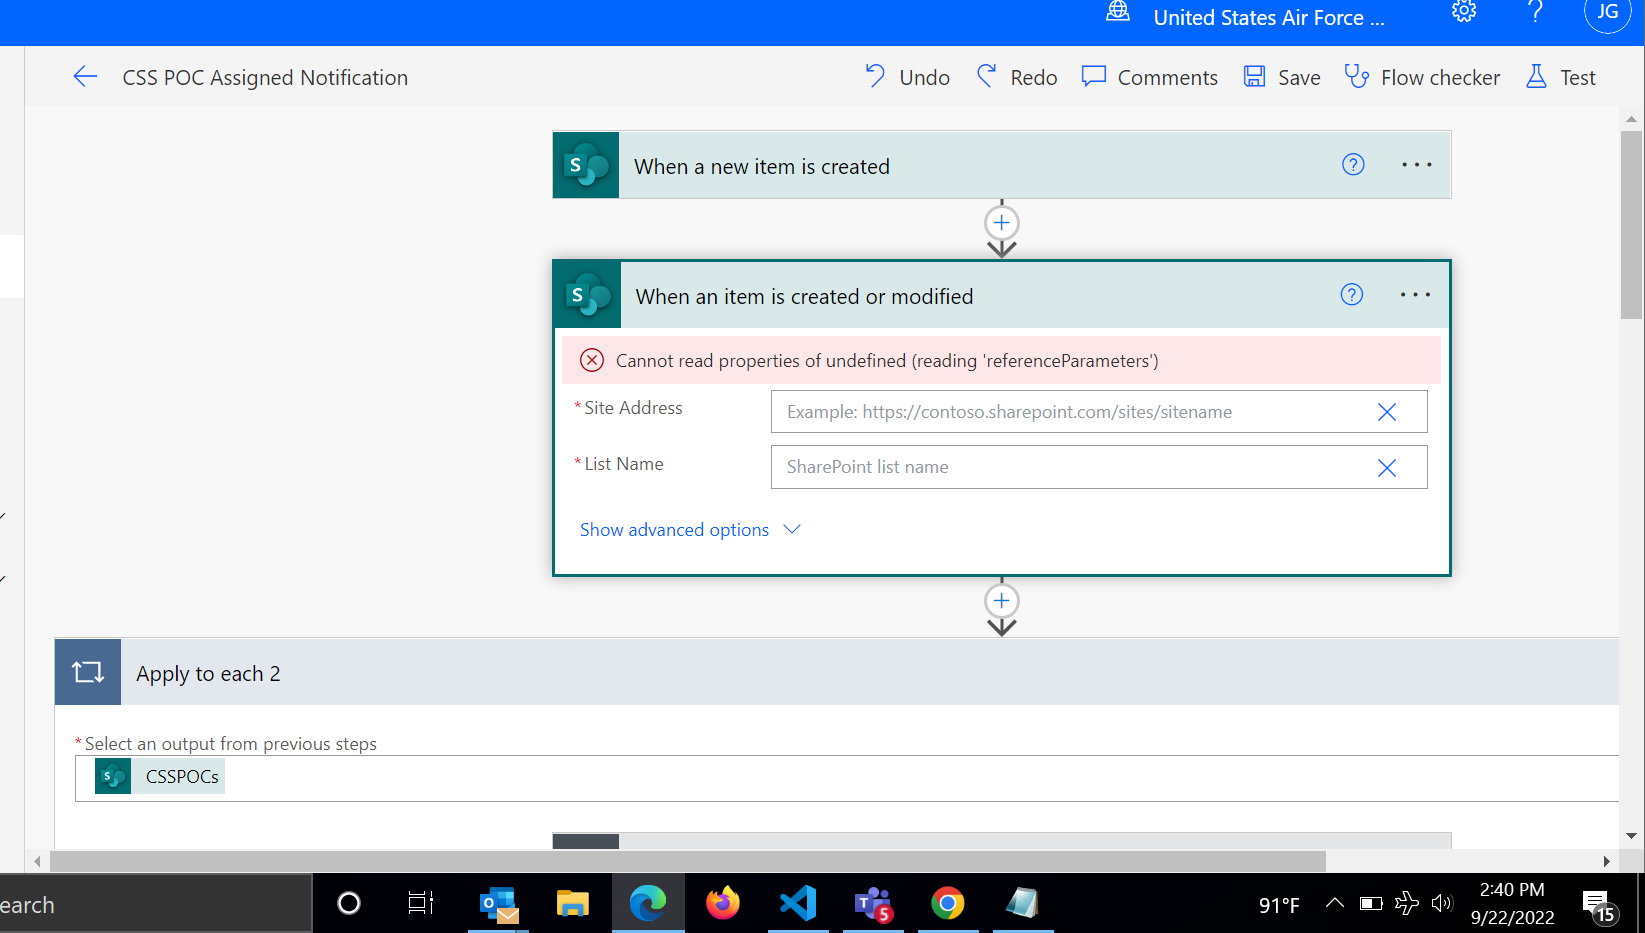 United States Air Force ...
JG
CSS POC Assigned Notification
Undo
Redo
Comments
Save
Flow checker
Test
S
When a new item is created
S
When an item is created or modified
Cannot read properties of undefined (reading 'referenceParameters')
* Site Address
Example: https://contoso.sharepoint.com/sites/sitename
* List Name
SharePoint list name
Show advanced options
Apply to each 2
* Select an output from previous steps
S
CSSPOCs
earch
91°F
2:40 PM
9/22/2022
5
15